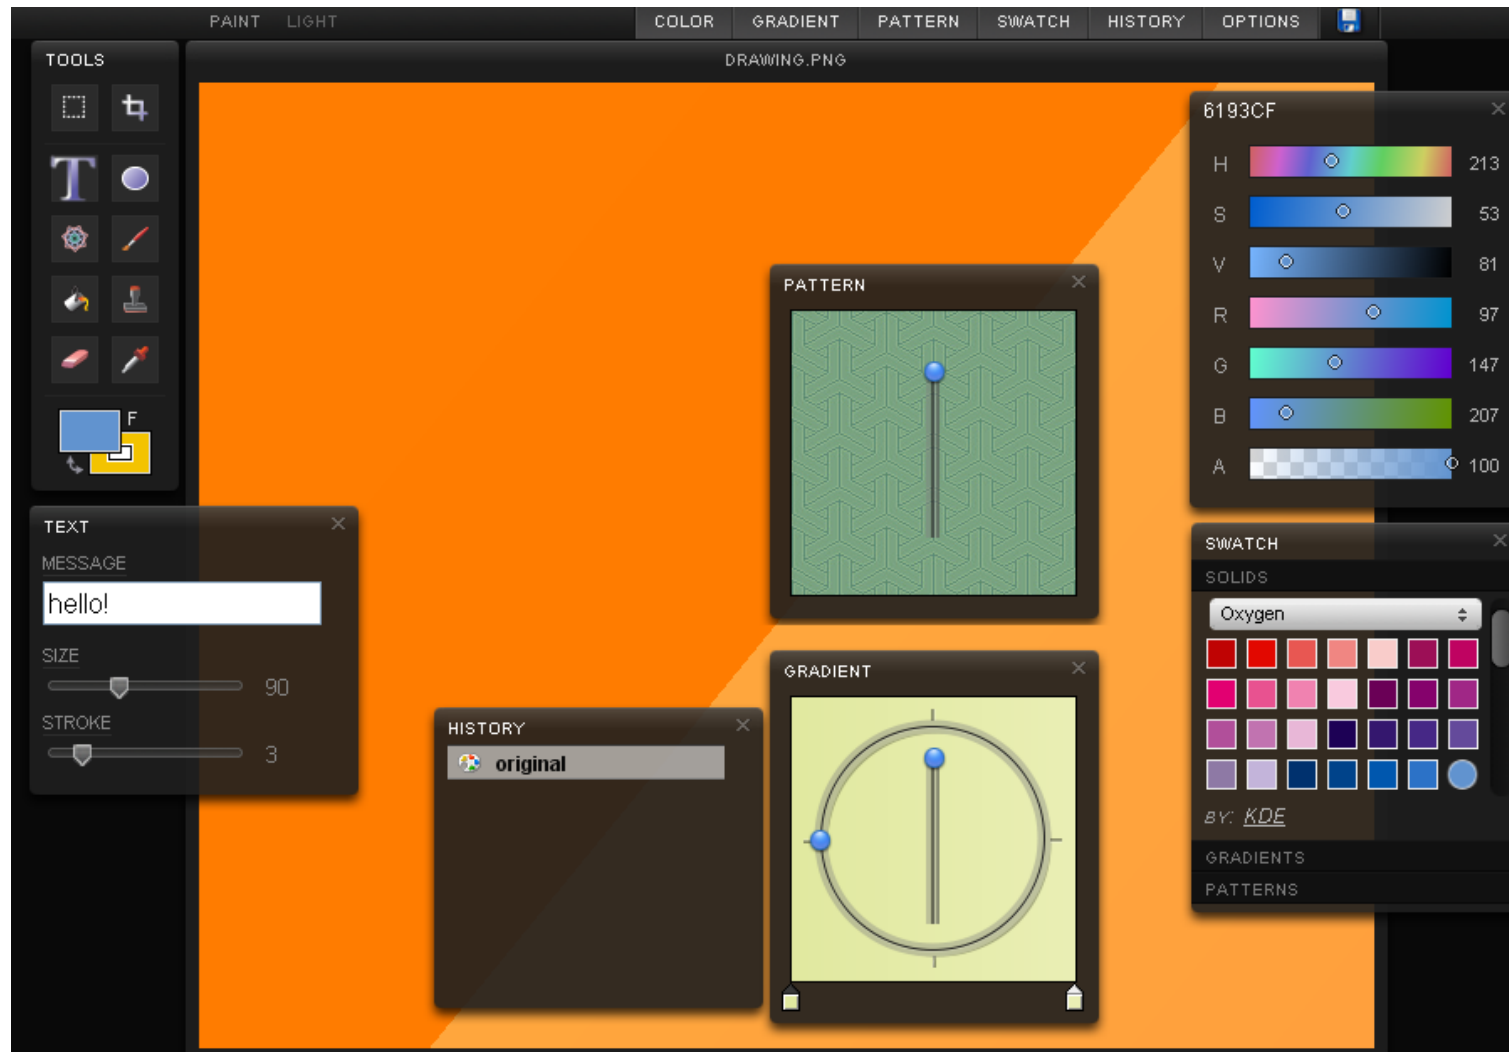 PAINT LIGHT COLOR GRADIENT PATTERN SWATCH HISTORY OPTIONS
TOOLS
DRAWING.PNG
F
TEXT
MESSAGE
hello!
SIZE
90
STROKE
3
HISTORY
original
PATTERN
GRADIENT
6193CF
H 213
S 53
V 81
R 97
G 147
B 207
A 100
SWATCH
SOLIDS
Oxygen
BY: KDE
GRADIENTS
PATTERNS